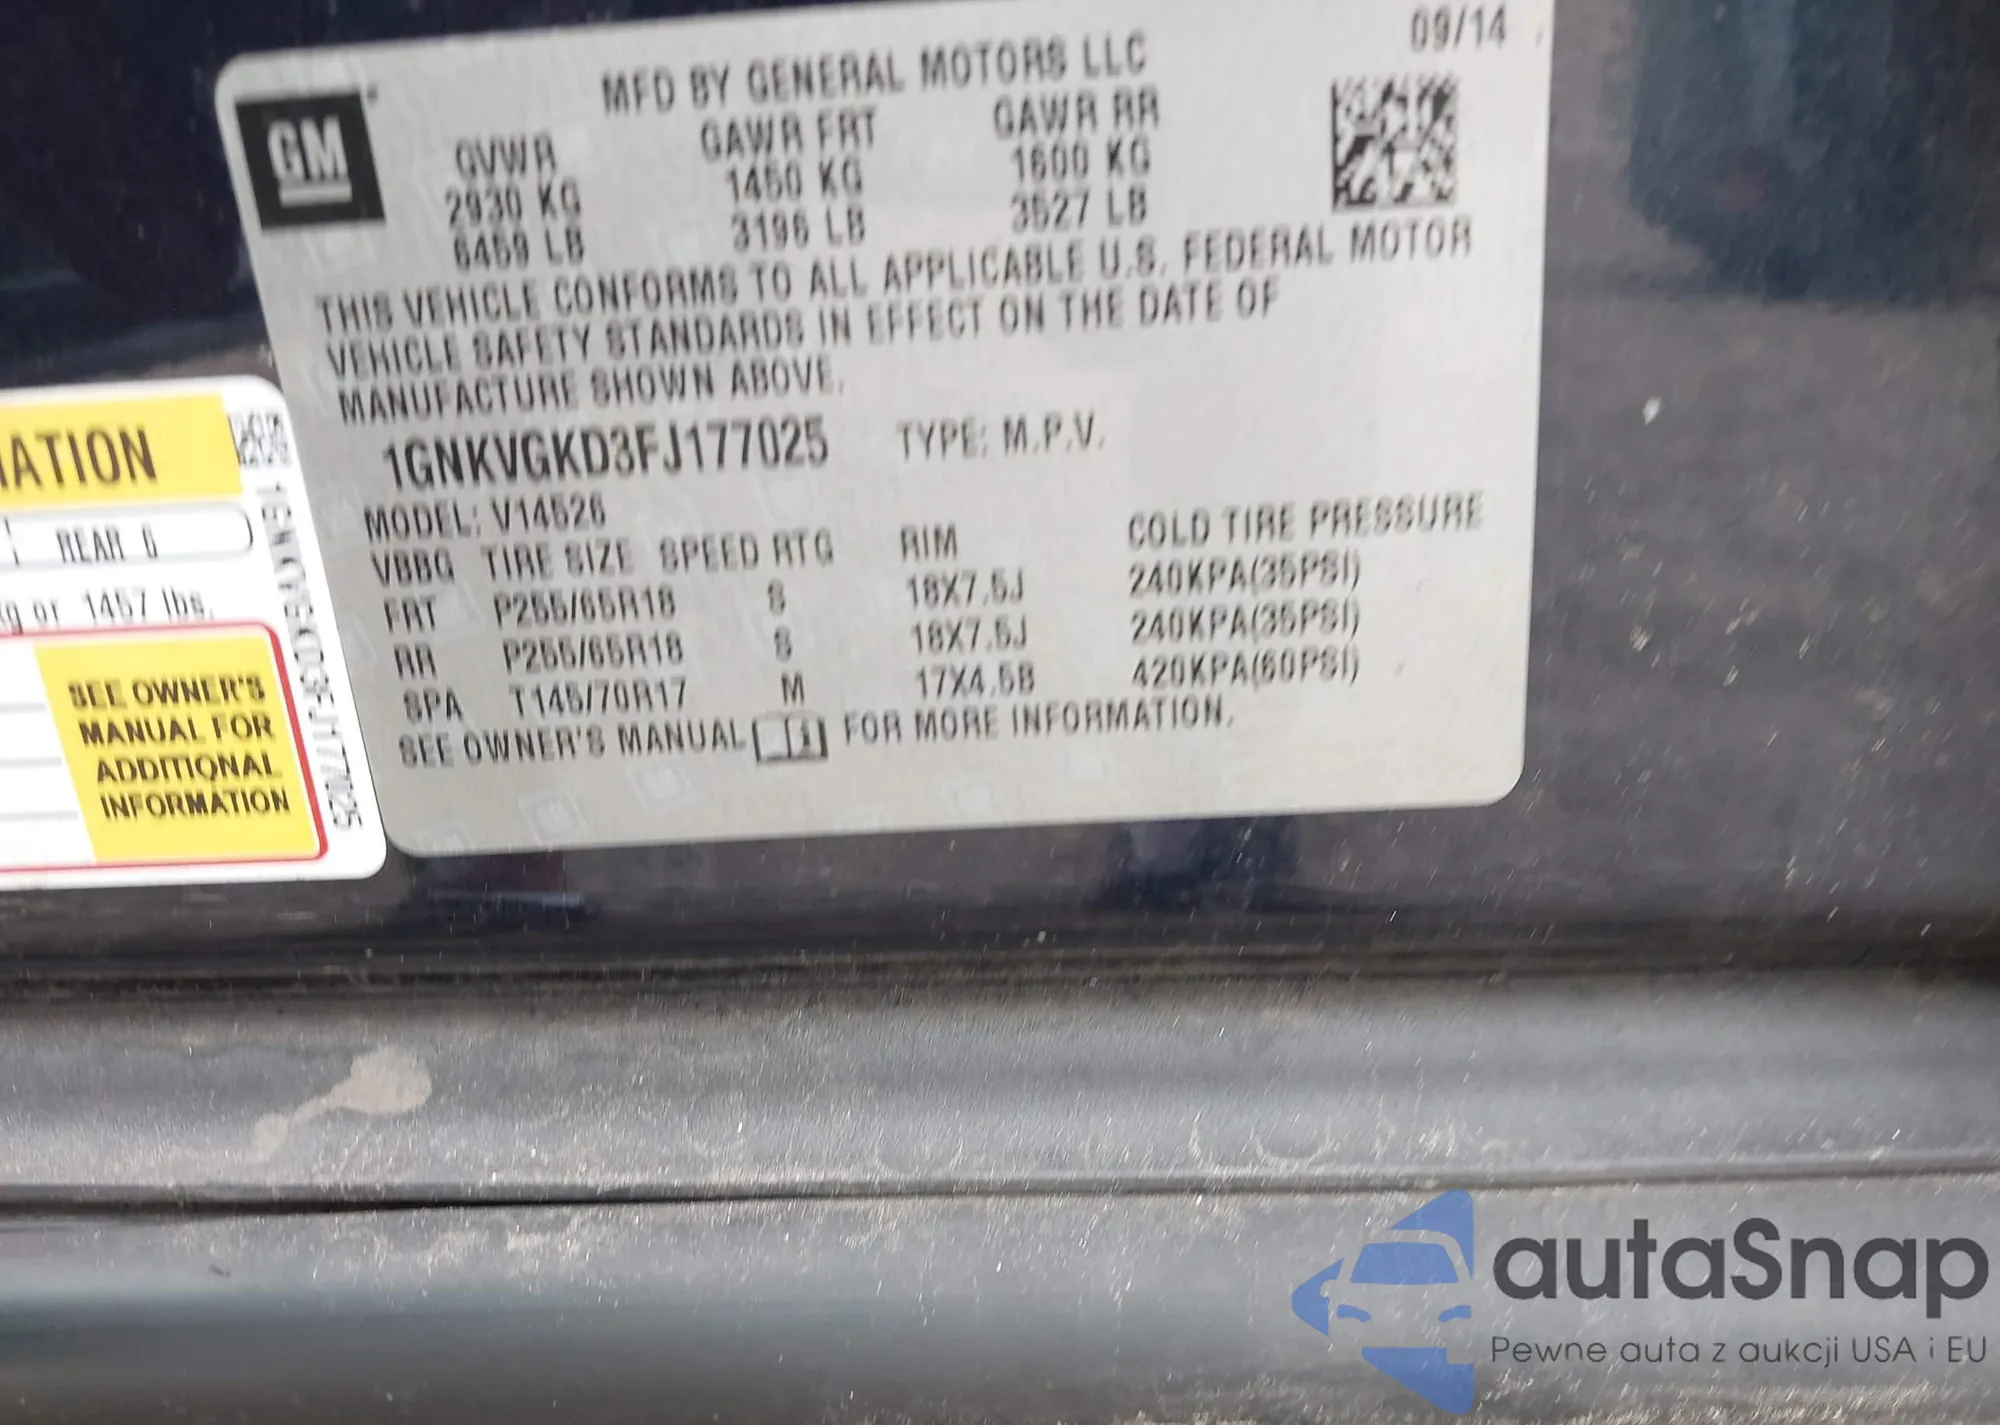 09/14
MFD BY GENERAL MOTORS LLC
GM
GVWR GAWR FRT GAWR RR
2930 KG 1450 KG 1600 KG
6459 LB 3196 LB 3527 LB
THIS VEHICLE CONFORMS TO ALL APPLICABLE U.S. FEDERAL MOTOR
VEHICLE SAFETY STANDARDS IN EFFECT ON THE DATE OF
MANUFACTURE SHOWN ABOVE.
1GNKVGKD3FJ177025 TYPE: M.P.V.
MODEL: V14526
VBBG TIRE SIZE SPEED RTG RIM COLD TIRE PRESSURE
FRT P255/65R18 S 18X7.5J 240KPA(35PSI)
RR P255/65R18 S 18X7.5J 240KPA(35PSI)
SPA T145/70R17 M 17X4.5B 420KPA(60PSI)
SEE OWNER'S MANUAL FOR MORE INFORMATION.
REAR 6
kg or 1457 lbs.
SEE OWNER'S
MANUAL FOR
ADDITIONAL
INFORMATION
1GNKVGKD3FJ177025
autaSnap
Pewne auta z aukcji USA i EU